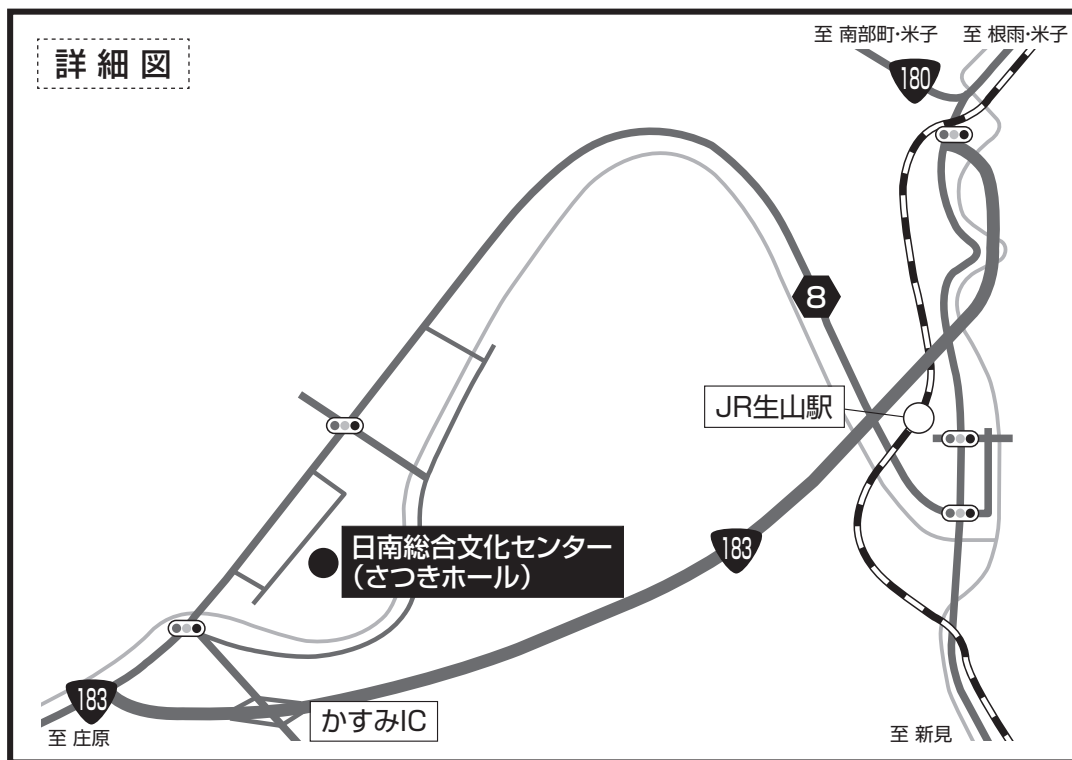 詳細図
至 南部町・米子
至 根雨・米子
180
8
JR生山駅
日南総合文化センター
（さつきホール）
183
183
かすみIC
至 庄原
至 新見